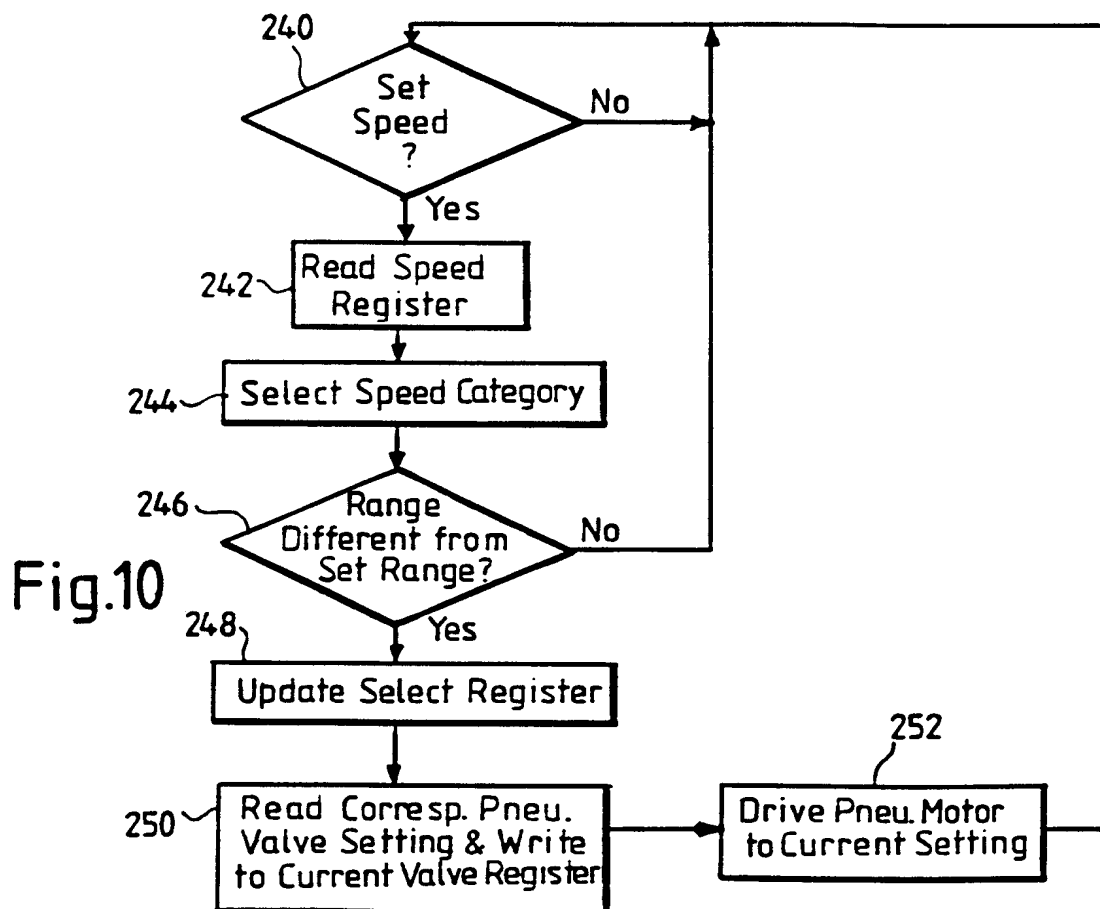 240
Set
Speed
?
No
Yes
242
Read Speed
Register
244
Select Speed Category
246
Range
Different from
Set Range?
No
Fig.10
Yes
248
Update Select Register
252
250
Read Corresp. Pneu.
Valve Setting & Write
to Current Valve Register
Drive Pneu. Motor
to Current Setting